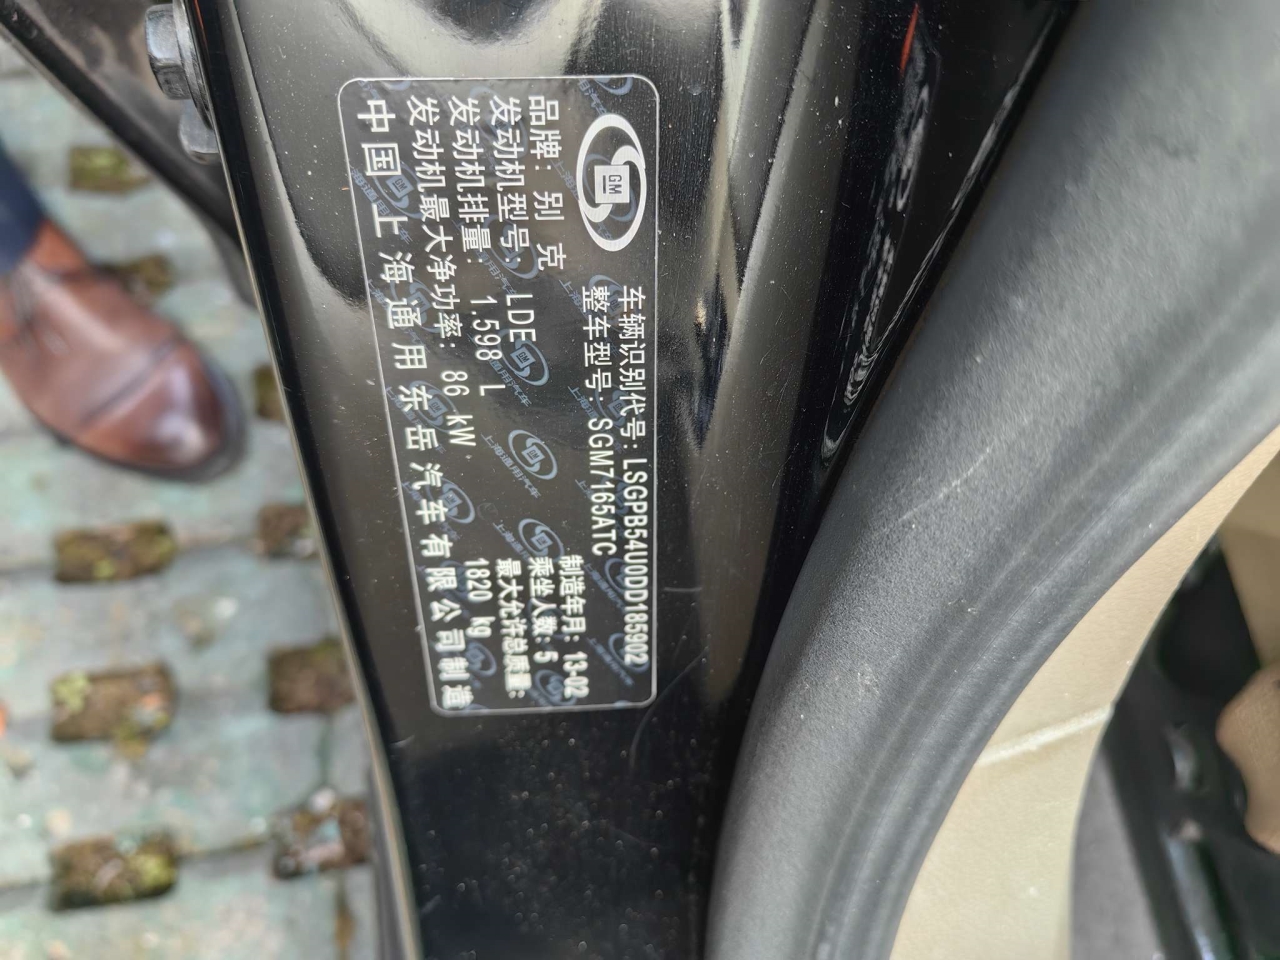 GM
车辆识别代号: LSGPB54U0DD185902
整车型号: SGM7165ATC
品牌: 别 克
制造年月: 13-02
发动机型号: LDE
乘坐人数: 5
发动机排量: 1.598 L
最大允许总质量:
发动机最大净功率: 86 kW
1820 kg
中国 上海通用东岳汽车有限公司制造